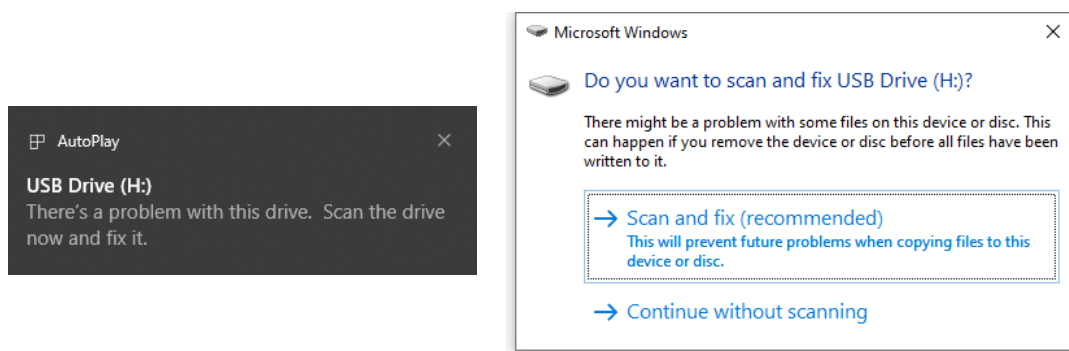 AutoPlay
USB Drive (H:)
There's a problem with this drive. Scan the drive
now and fix it.
Microsoft Windows
Do you want to scan and fix USB Drive (H:)?
There might be a problem with some files on this device or disc. This
can happen if you remove the device or disc before all files have been
written to it.
Scan and fix (recommended)
This will prevent future problems when copying files to this
device or disc.
Continue without scanning